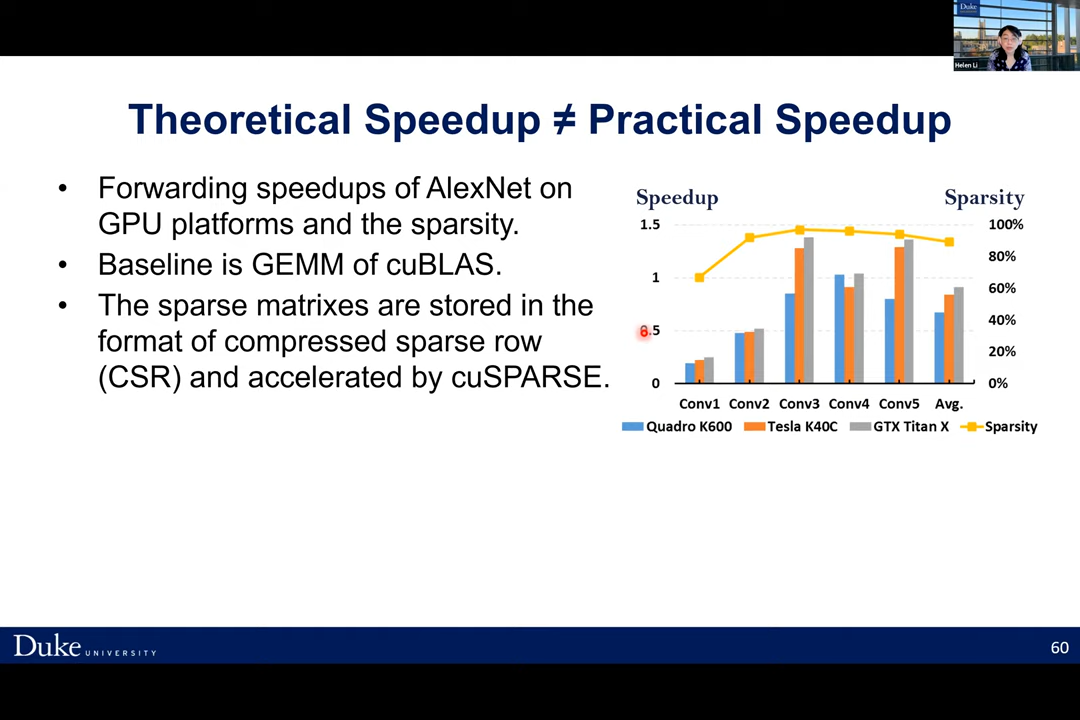 Duke
Helen Li
Theoretical Speedup ≠ Practical Speedup
• Forwarding speedups of AlexNet on
GPU platforms and the sparsity.
• Baseline is GEMM of cuBLAS.
• The sparse matrixes are stored in the
format of compressed sparse row
(CSR) and accelerated by cuSPARSE.
Speedup Sparsity
1.5 100%
80%
1 60%
0.5 40%
20%
0 0%
Conv1 Conv2 Conv3 Conv4 Conv5 Avg.
Quadro K600 Tesla K40C GTX Titan X Sparsity
Duke UNIVERSITY 60